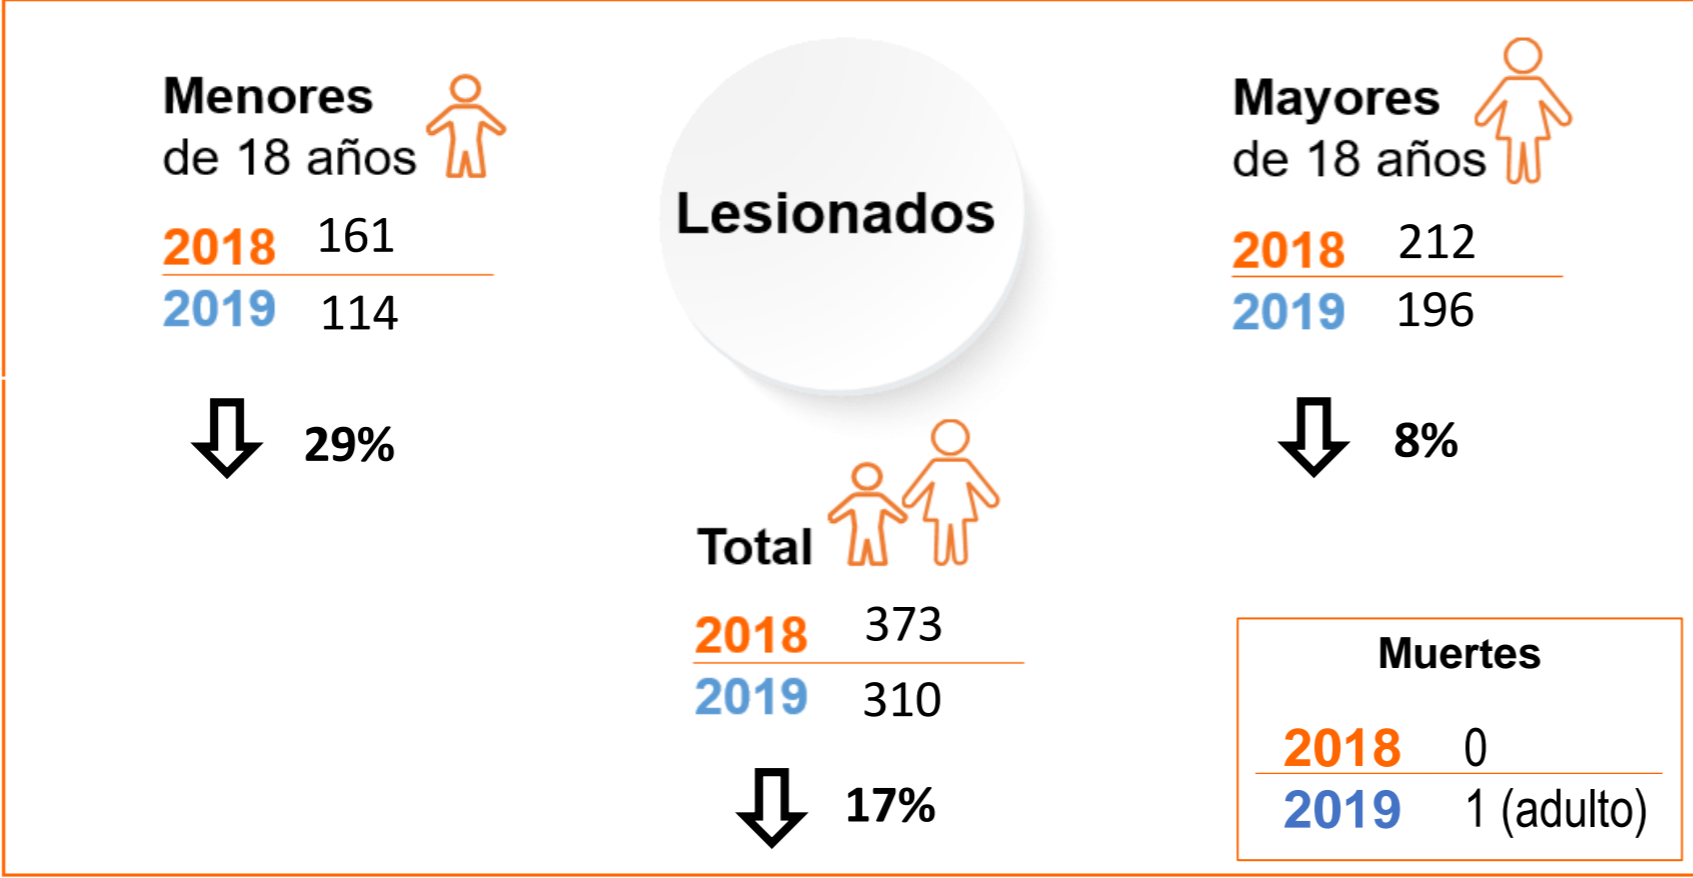 Menores
de 18 años
2018 161
2019 114
29%
Lesionados
Mayores
de 18 años
2018 212
2019 196
8%
Total
2018 373
2019 310
17%
Muertes
2018 0
2019 1 (adulto)